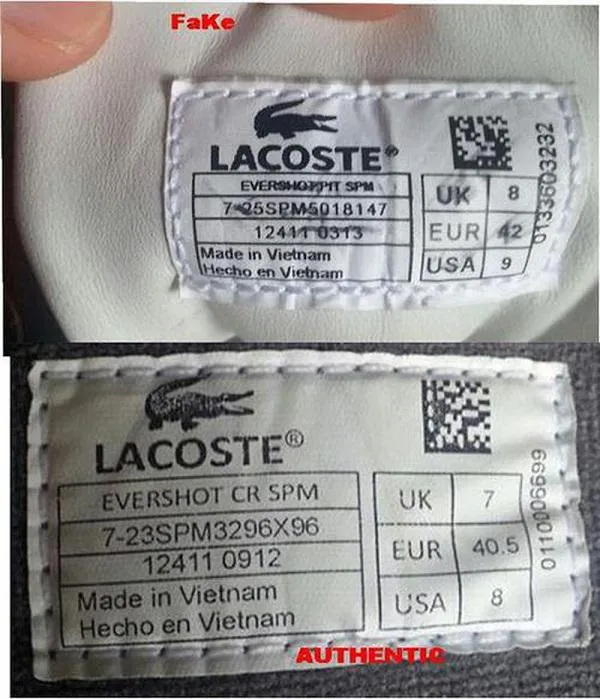 FaKe
LACOSTE®
SPM
7-25SPM5018147
12411 0313
Made in Vietnam
Hecho en Vietnam
UK 8
EUR 42
USA 9
0133603232
LACOSTE®
EVERSHOT CR SPM
7-23SPM3296X96
12411 0912
Made in Vietnam
Hecho en Vietnam
UK 7
EUR 40.5
USA 8
0110006699
AUTHENTIC